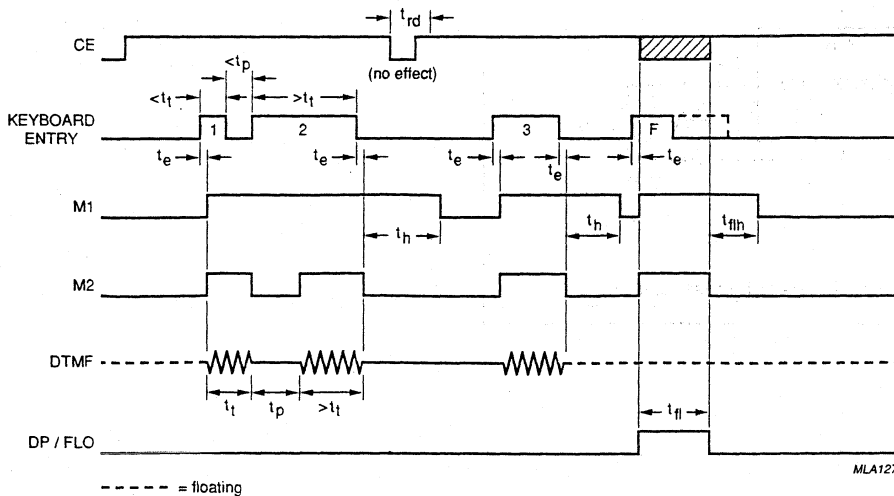 t_rd
CE
(no effect)
<t_p
<t_t
>t_t
KEYBOARD
ENTRY
1
2
3
F
t_e
t_e
t_e
t_e
t_e
M1
t_h
t_h
t_flh
M2
DTMF
t_t
t_p
>t_t
t_fl
DP / FLO
MLA127
---- = floating